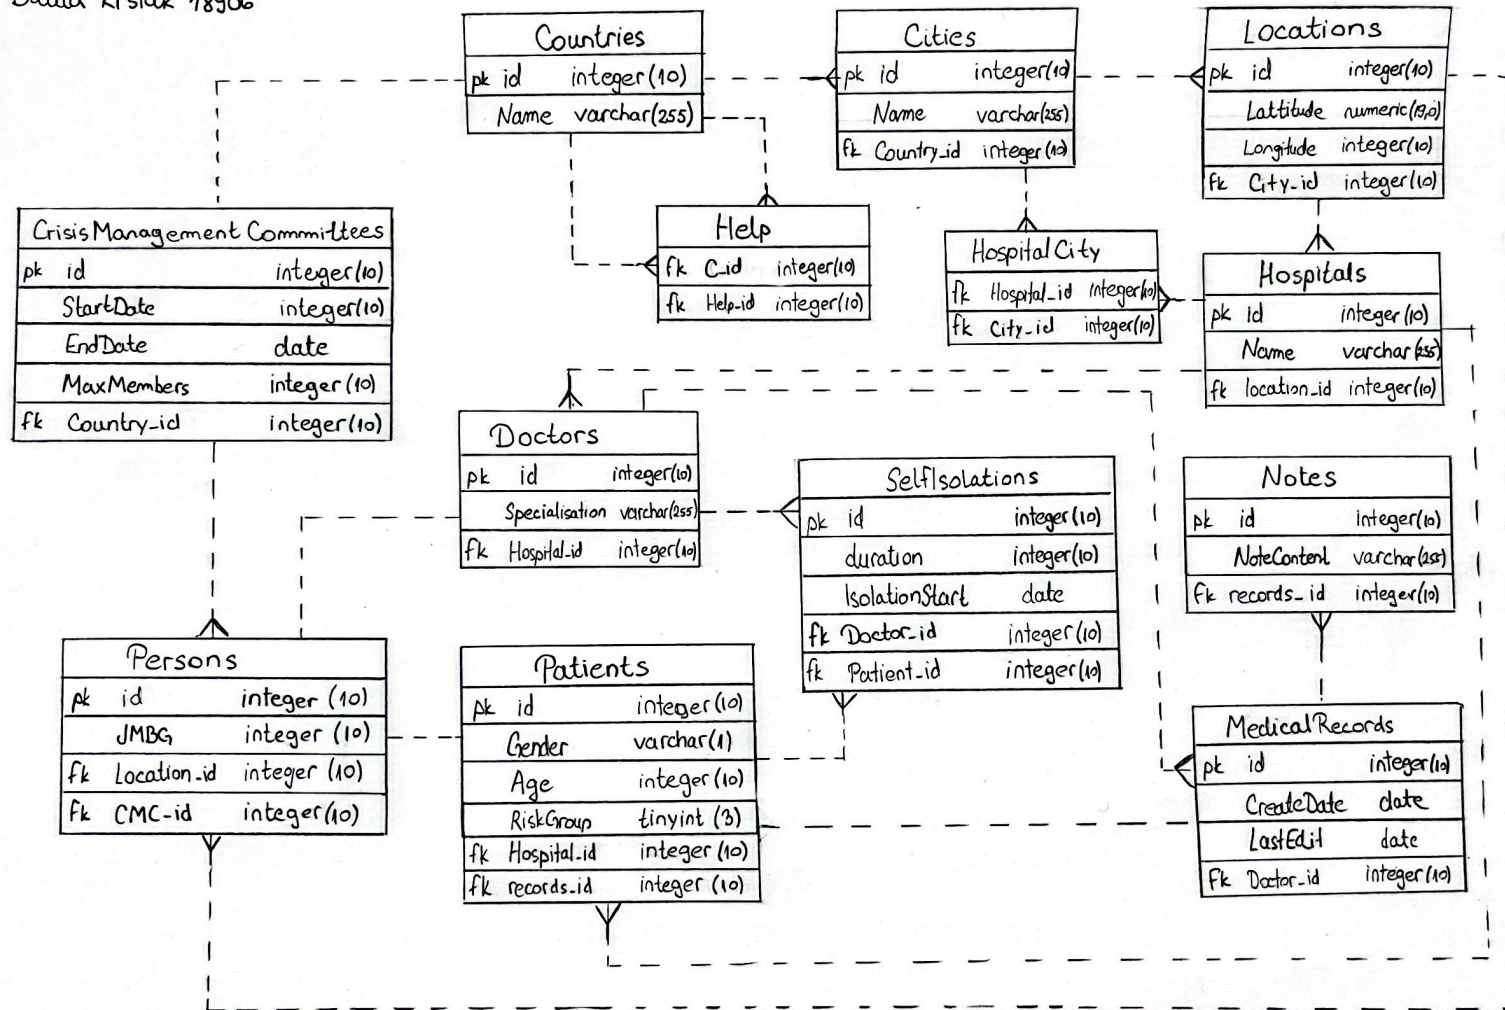 Countries
pk id integer(10)
Name varchar(255)
Cities
pk id integer(10)
Name varchar(255)
fk Country_id integer(10)
Locations
pk id integer(10)
Lattitude numeric(19,0)
Longitude integer(10)
fk City_id integer(10)
CrisisManagement Committees
pk id integer(10)
StartDate integer(10)
EndDate date
MaxMembers integer(10)
fk Country_id integer(10)
Help
fk C_id integer(10)
fk Help_id integer(10)
HospitalCity
fk Hospital_id integer(10)
fk City_id integer(10)
Hospitals
pk id integer(10)
Name varchar(255)
fk location_id integer(10)
Doctors
pk id integer(10)
Specialisation varchar(255)
fk Hospital_id integer(10)
SelfIsolations
pk id integer(10)
duration integer(10)
IsolationStart date
fk Doctor_id integer(10)
fk Patient_id integer(10)
Notes
pk id integer(10)
NoteContent varchar(255)
fk records_id integer(10)
Persons
pk id integer (10)
JMBG integer (10)
fk Location_id integer (10)
fk CMC_id integer(10)
Patients
pk id integer(10)
Gender varchar(1)
Age integer(10)
RiskGroup tinyint (3)
fk Hospital_id integer (10)
fk records_id integer (10)
MedicalRecords
pk id integer(10)
CreateDate date
LastEdit date
fk Doctor_id integer(10)